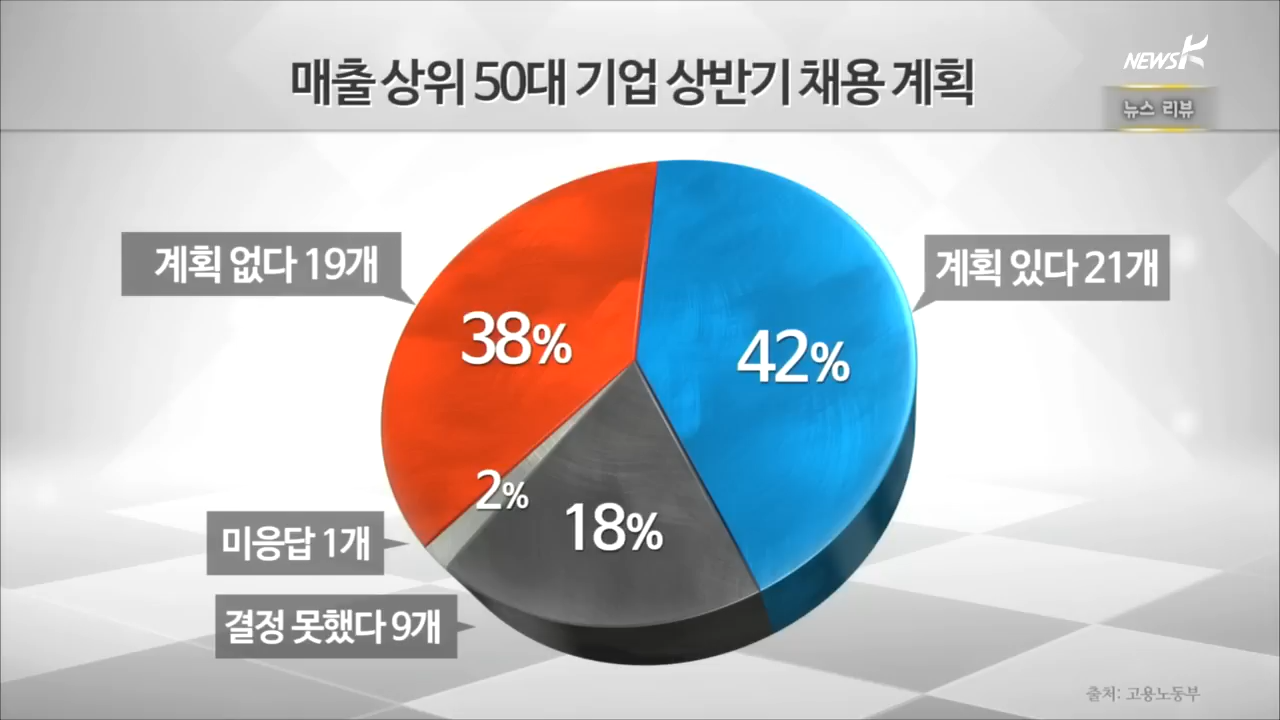 매출 상위 50대 기업 상반기 채용 계획
NEWS K
뉴스 리뷰
계획 없다 19개
계획 있다 21개
38%
42%
2%
18%
미응답 1개
결정 못했다 9개
출처: 고용노동부